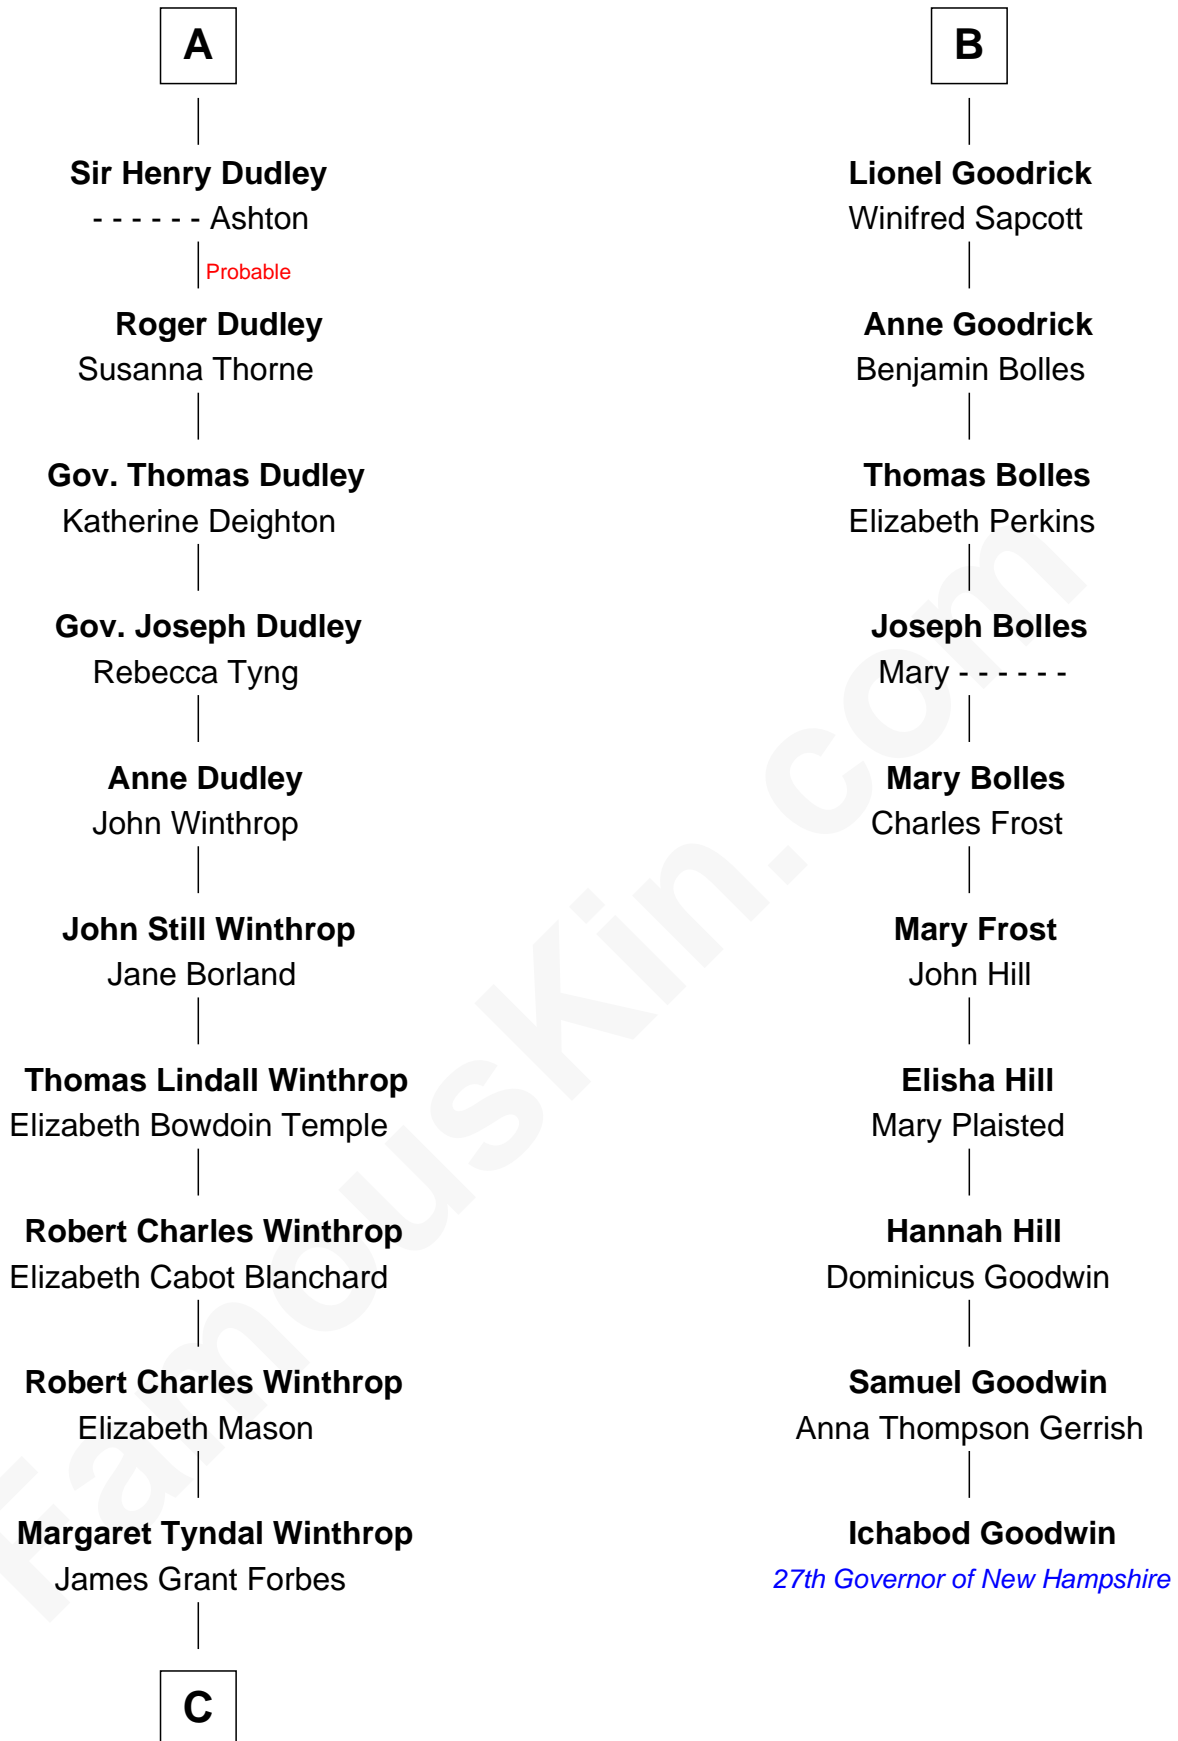 A
Sir Henry Dudley
- - - - - - Ashton
Probable
Roger Dudley
Susanna Thorne
Gov. Thomas Dudley
Katherine Deighton
Gov. Joseph Dudley
Rebecca Tyng
Anne Dudley
John Winthrop
John Still Winthrop
Jane Borland
Thomas Lindall Winthrop
Elizabeth Bowdoin Temple
Robert Charles Winthrop
Elizabeth Cabot Blanchard
Robert Charles Winthrop
Elizabeth Mason
Margaret Tyndal Winthrop
James Grant Forbes
C
B
Lionel Goodrick
Winifred Sapcott
Anne Goodrick
Benjamin Bolles
Thomas Bolles
Elizabeth Perkins
Joseph Bolles
Mary - - - - - -
Mary Bolles
Charles Frost
Mary Frost
John Hill
Elisha Hill
Mary Plaisted
Hannah Hill
Dominicus Goodwin
Samuel Goodwin
Anna Thompson Gerrish
Ichabod Goodwin
27th Governor of New Hampshire
FamousKin.com